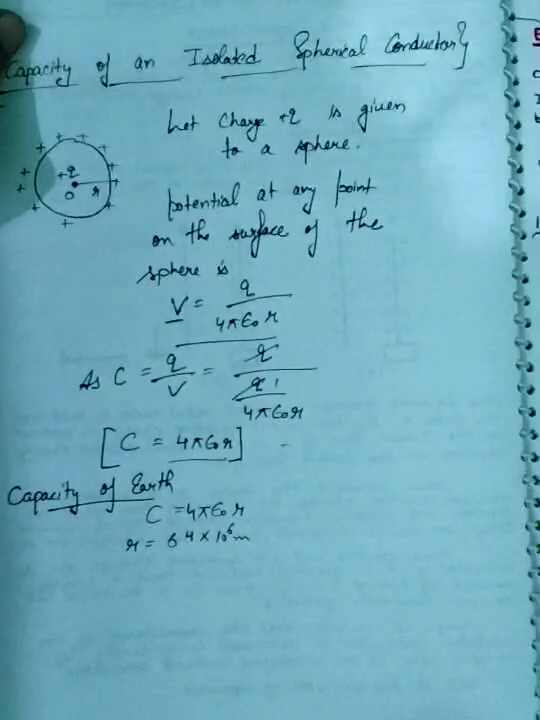 Capacity of an Isolated Spherical Conductor}
Let charge +q is given
to a sphere.
+ + + + + + + + + + +
+q
O r
potential at any point
on the surface of the
sphere is
V = q / 4πϵ₀r
As C = q / V = q / (q / 4πϵ₀r)
[C = 4πϵ₀r]
Capacity of Earth
C = 4πϵ₀r
r = 6 4 × 10⁶m